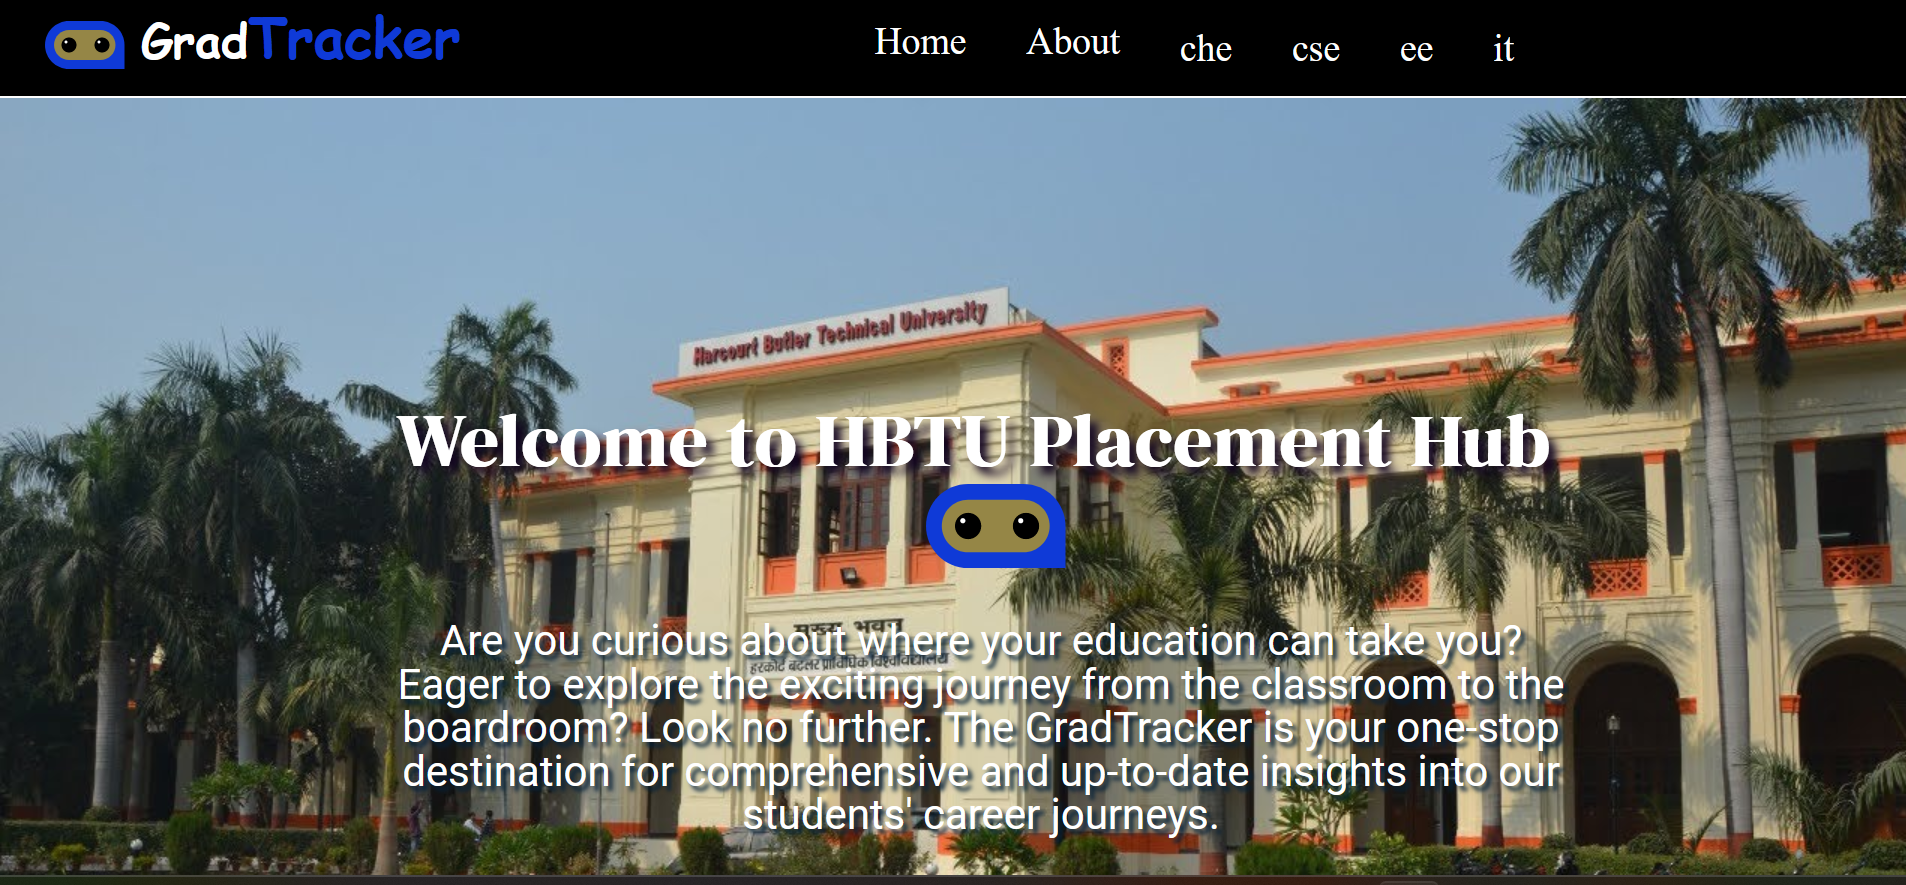 GradTracker
Home About che cse ee it
Harcourt Butler Technical University
Welcome to HBTU Placement Hub
मुख्य भवन
हरकोर्ट बटलर प्राविधिक विश्वविद्यालय
Are you curious about where your education can take you?
Eager to explore the exciting journey from the classroom to the
boardroom? Look no further. The GradTracker is your one-stop
destination for comprehensive and up-to-date insights into our
students' career journeys.